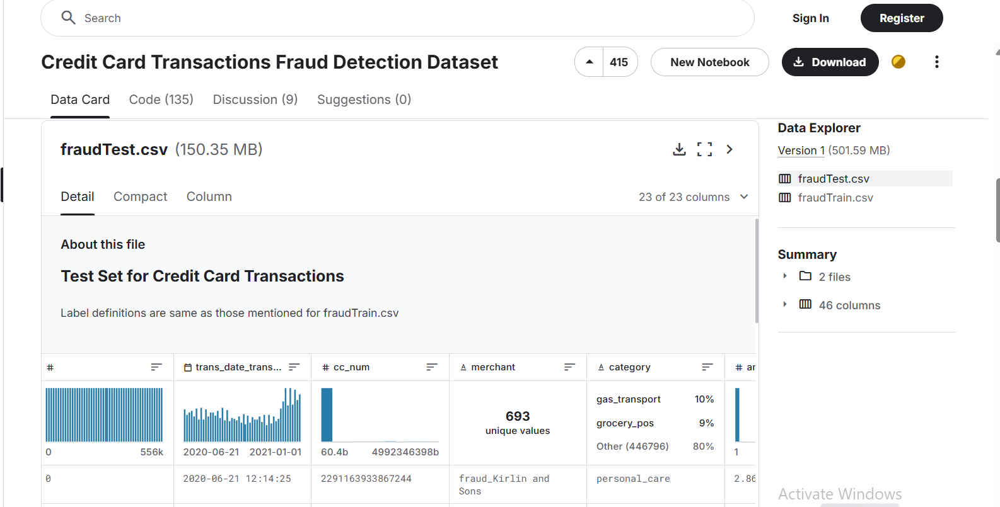 Search
Sign In
Register
Credit Card Transactions Fraud Detection Dataset
415
New Notebook
Download
Data Card
Code (135)
Discussion (9)
Suggestions (0)
fraudTest.csv (150.35 MB)
Detail
Compact
Column
23 of 23 columns
About this file
Test Set for Credit Card Transactions
Label definitions are same as those mentioned for fraudTrain.csv
#
trans_date_trans...
# cc_num
A merchant
A category
# an
0
556k
2020-06-21
2021-01-01
60.4b
4992346398b
693
unique values
gas_transport
10%
grocery_pos
9%
Other (446796)
80%
1
0
2020-06-21 12:14:25
2291163933867244
fraud_Kirlin and
Sons
personal_care
2.86
Data Explorer
Version 1 (501.59 MB)
fraudTest.csv
fraudTrain.csv
Summary
2 files
46 columns
Activate Windows